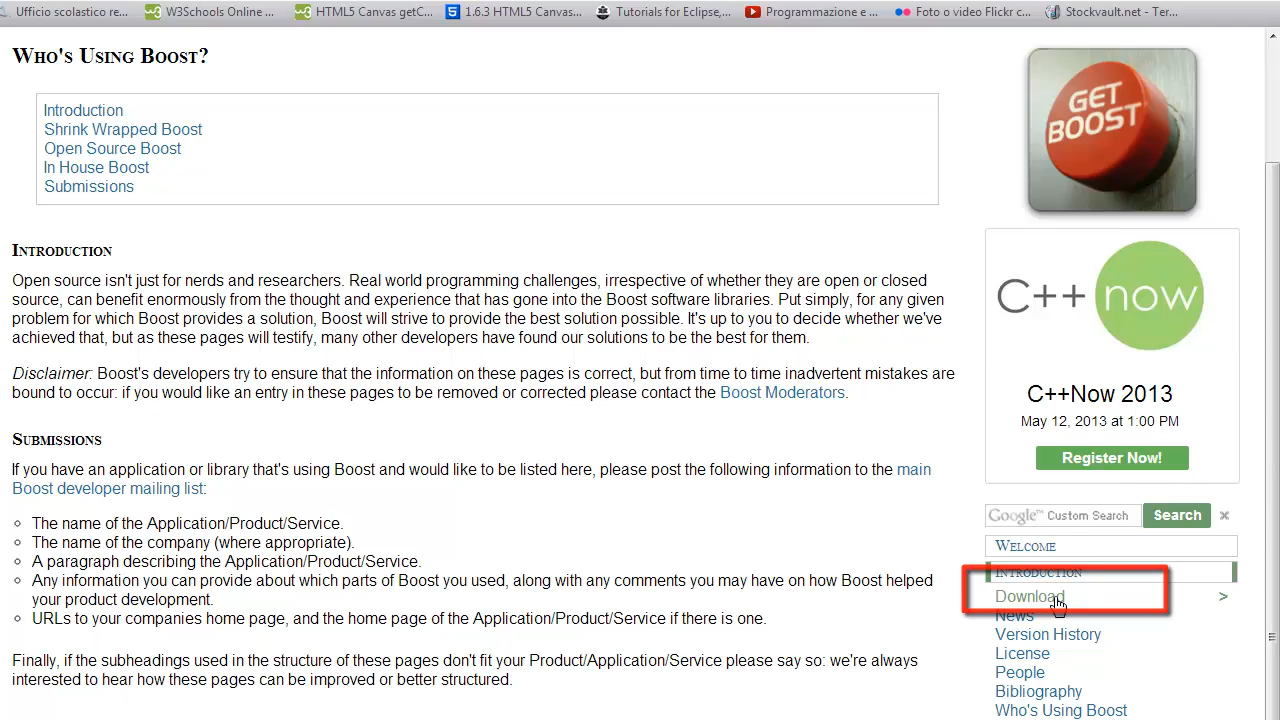 Ufficio scolastico re... W3Schools Online ... HTML5 Canvas getC... 1.6.3 HTML5 Canvas... Tutorials for Eclipse,... Programmazione e ... Foto o video Flickr c... Stockvault.net - Ter...
Who's Using Boost?
Introduction
Shrink Wrapped Boost
Open Source Boost
In House Boost
Submissions
Introduction
Open source isn't just for nerds and researchers. Real world programming challenges, irrespective of whether they are open or closed
source, can benefit enormously from the thought and experience that has gone into the Boost software libraries. Put simply, for any given
problem for which Boost provides a solution, Boost will strive to provide the best solution possible. It's up to you to decide whether we've
achieved that, but as these pages will testify, many other developers have found our solutions to be the best for them.
Disclaimer: Boost's developers try to ensure that the information on these pages is correct, but from time to time inadvertent mistakes are
bound to occur: if you would like an entry in these pages to be removed or corrected please contact the Boost Moderators.
Submissions
If you have an application or library that's using Boost and would like to be listed here, please post the following information to the main
Boost developer mailing list:
The name of the Application/Product/Service.
The name of the company (where appropriate).
A paragraph describing the Application/Product/Service.
Any information you can provide about which parts of Boost you used, along with any comments you may have on how Boost helped
your product development.
URLs to your companies home page, and the home page of the Application/Product/Service if there is one.
Finally, if the subheadings used in the structure of these pages don't fit your Product/Application/Service please say so: we're always
interested to hear how these pages can be improved or better structured.
GET
BOOST
C++ now
C++Now 2013
May 12, 2013 at 1:00 PM
Register Now!
Google™ Custom Search Search ×
Welcome
Introduction
Download >
News
Version History
License
People
Bibliography
Who's Using Boost